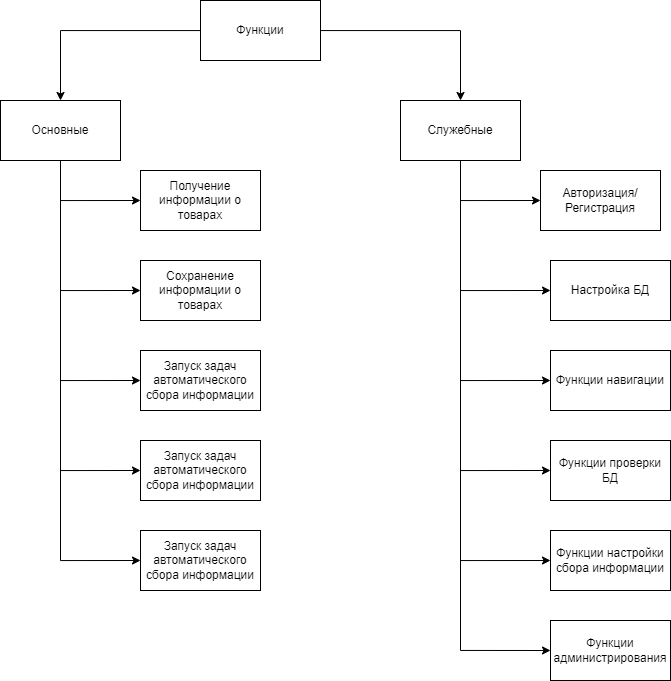 Функции
Основные
Служебные
Получение
информации о
товарах
Авторизация/
Регистрация
Сохранение
информации о
товарах
Настройка БД
Запуск задач
автоматического
сбора информации
Функции навигации
Запуск задач
автоматического
сбора информации
Функции проверки
БД
Запуск задач
автоматического
сбора информации
Функции настройки
сбора информации
Функции
администрирования